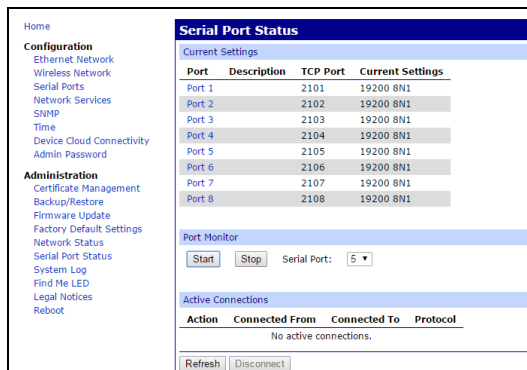 Home
Configuration
Ethernet Network
Wireless Network
Serial Ports
Network Services
SNMP
Time
Device Cloud Connectivity
Admin Password
Administration
Certificate Management
Backup/Restore
Firmware Update
Factory Default Settings
Network Status
Serial Port Status
System Log
Find Me LED
Legal Notices
Reboot
Serial Port Status
Current Settings
Port Description TCP Port Current Settings
Port 1 2101 19200 8N1
Port 2 2102 19200 8N1
Port 3 2103 19200 8N1
Port 4 2104 19200 8N1
Port 5 2105 19200 8N1
Port 6 2106 19200 8N1
Port 7 2107 19200 8N1
Port 8 2108 19200 8N1
Port Monitor
Start Stop Serial Port: 5
Active Connections
Action Connected From Connected To Protocol
No active connections.
Refresh Disconnect